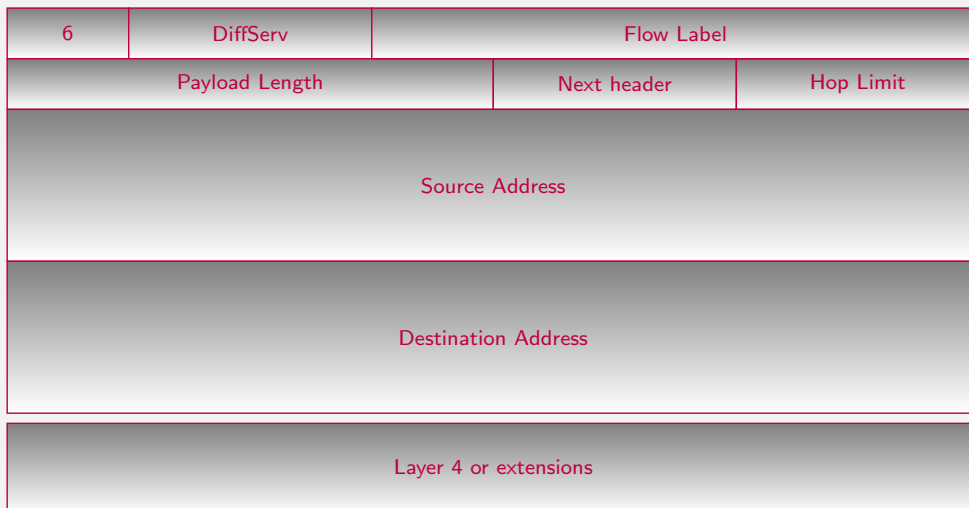 6 DiffServ Flow Label
Payload Length Next header Hop Limit
Source Address
Destination Address
Layer 4 or extensions